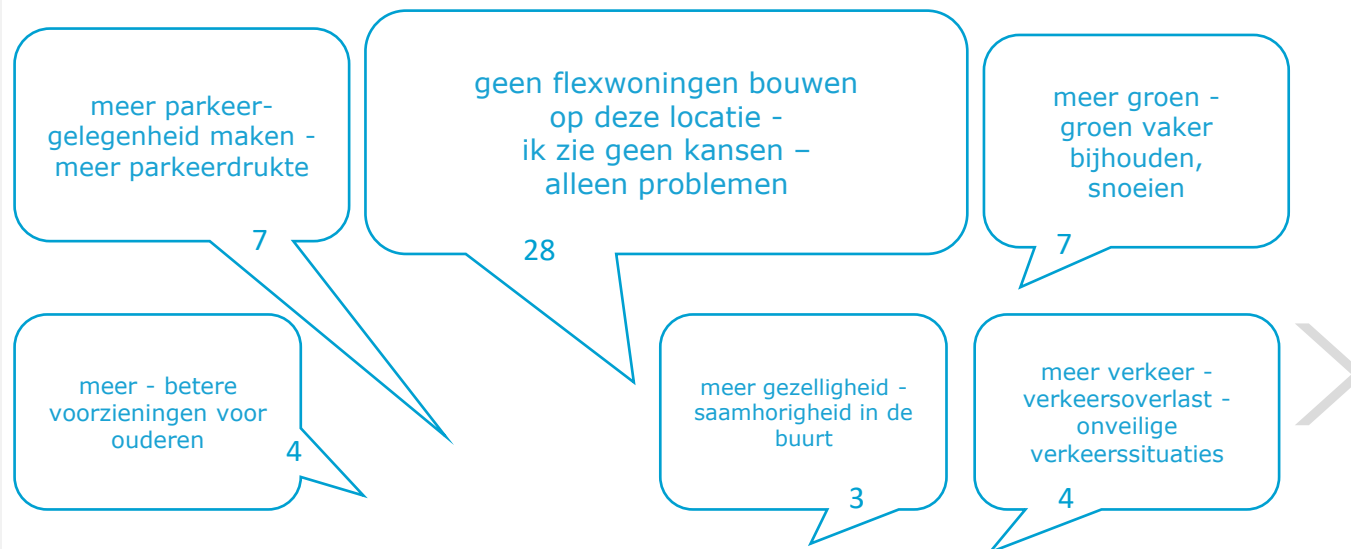 meer parkeer-
gelegenheid maken -
meer parkeerdrukte
7
geen flexwoningen bouwen
op deze locatie -
ik zie geen kansen –
alleen problemen
28
meer groen -
groen vaker
bijhouden,
snoeien
7
meer - betere
voorzieningen voor
ouderen
4
meer gezelligheid -
saamhorigheid in de
buurt
3
meer verkeer -
verkeersoverlast -
onveilige
verkeerssituaties
4